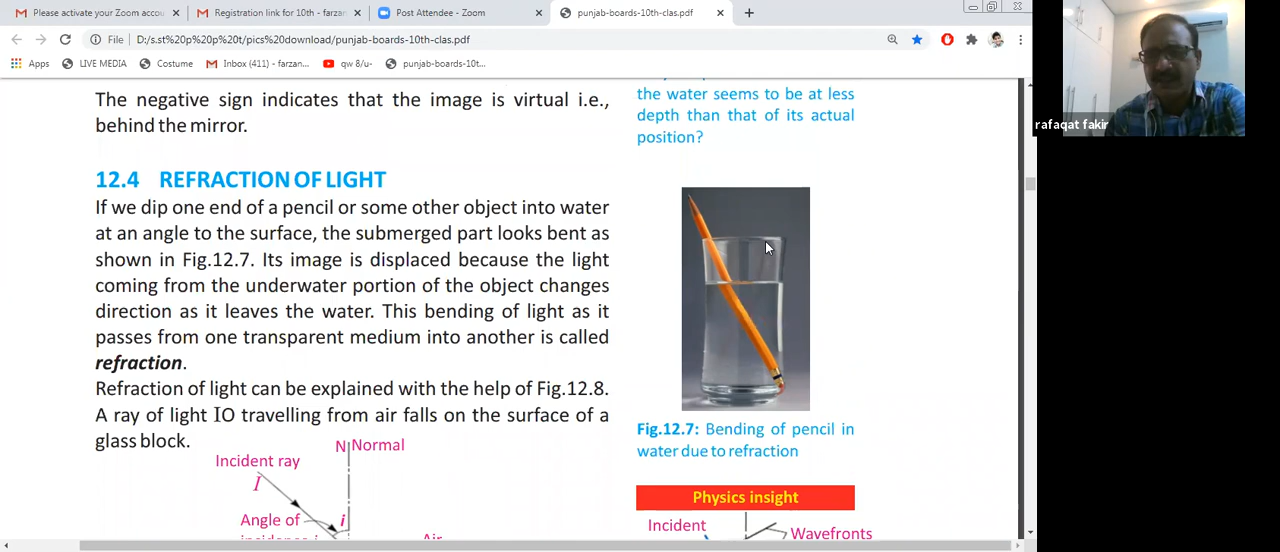 Please activate your Zoom accou
Registration link for 10th - farzan
Post Attendee - Zoom
punjab-boards-10th-clas.pdf
File
D:/s.st%20p%20p%20t/pics%20download/punjab-boards-10th-clas.pdf
Apps
LIVE MEDIA
Costume
Inbox (411) - farzan...
qw 8/u-
punjab-boards-10t...
rafaqat fakir
The negative sign indicates that the image is virtual i.e.,
behind the mirror.
12.4 REFRACTION OF LIGHT
If we dip one end of a pencil or some other object into water
at an angle to the surface, the submerged part looks bent as
shown in Fig.12.7. Its image is displaced because the light
coming from the underwater portion of the object changes
direction as it leaves the water. This bending of light as it
passes from one transparent medium into another is called
refraction.
Refraction of light can be explained with the help of Fig.12.8.
A ray of light IO travelling from air falls on the surface of a
glass block.
N Normal
Incident ray
I
Angle of
i
the water seems to be at less
depth than that of its actual
position?
Fig.12.7: Bending of pencil in
water due to refraction
Physics insight
Incident
Wavefronts